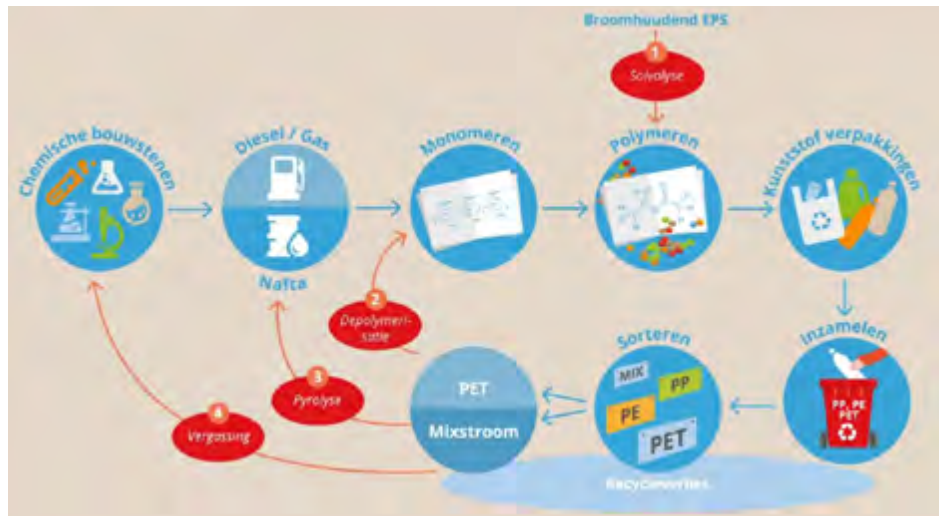 Broomhoudend EPS
1
Solvolyse
Chemische bouwstenen
Diesel / Gas
Monomeren
Polymeren
Kunststof verpakkingen
Nafta
2
Depolymeri-
satie
Sorteren
inzamelen
MIX
PP
PE
PET
PP, PE
PET
3
Pyrolyse
PET
Mixstroom
4
Vergassing